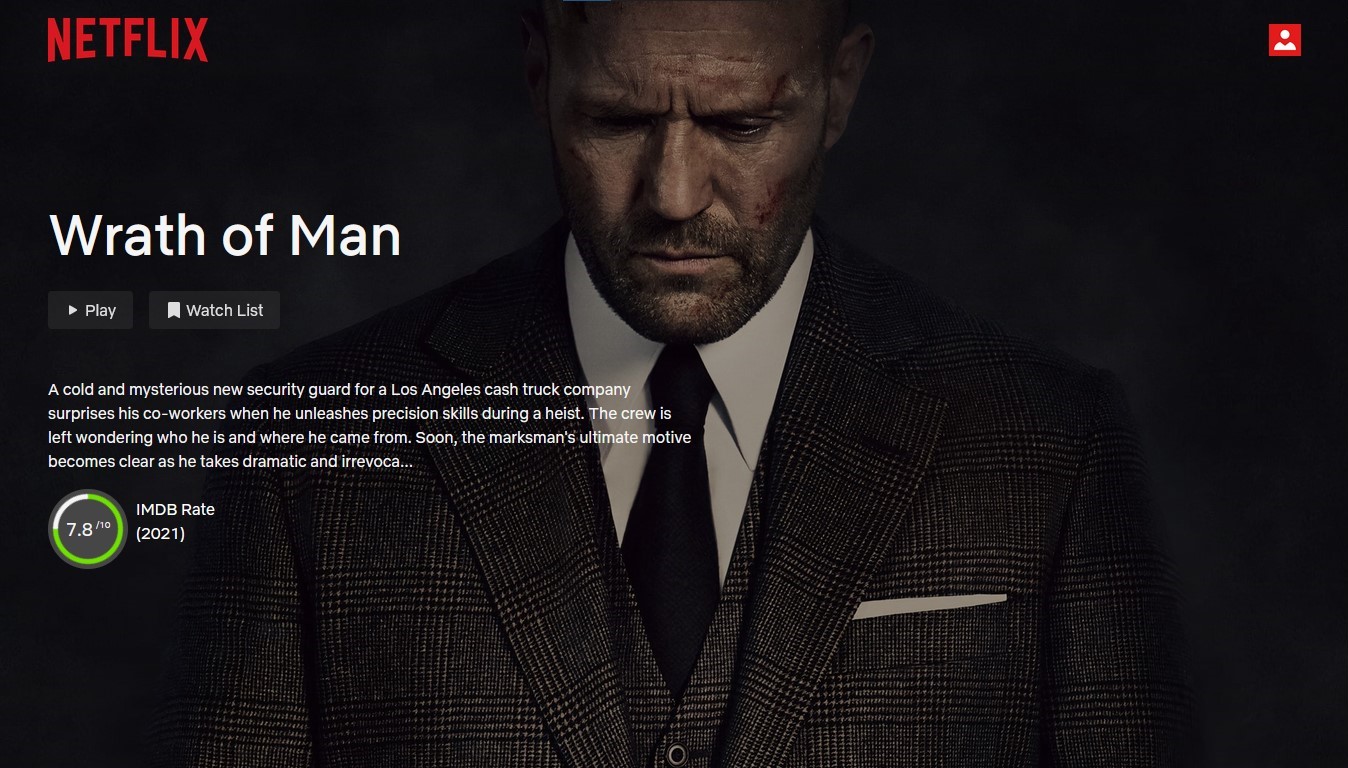 NETFLIX
Wrath of Man
Play
Watch List
A cold and mysterious new security guard for a Los Angeles cash truck company
surprises his co-workers when he unleashes precision skills during a heist. The crew is
left wondering who he is and where he came from. Soon, the marksman's ultimate motive
becomes clear as he takes dramatic and irrevoca...
7.8/10
IMDB Rate
(2021)